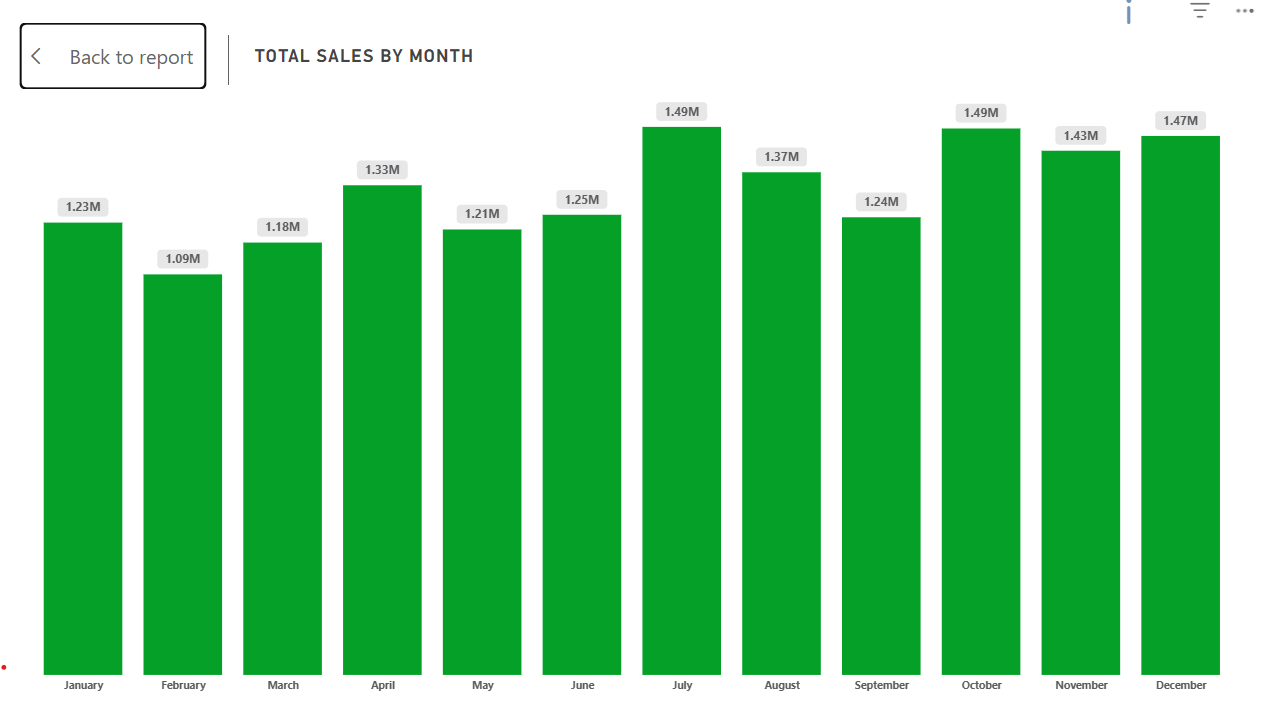 Back to report
TOTAL SALES BY MONTH
1.23M
1.09M
1.18M
1.33M
1.21M
1.25M
1.49M
1.37M
1.24M
1.49M
1.43M
1.47M
January
February
March
April
May
June
July
August
September
October
November
December